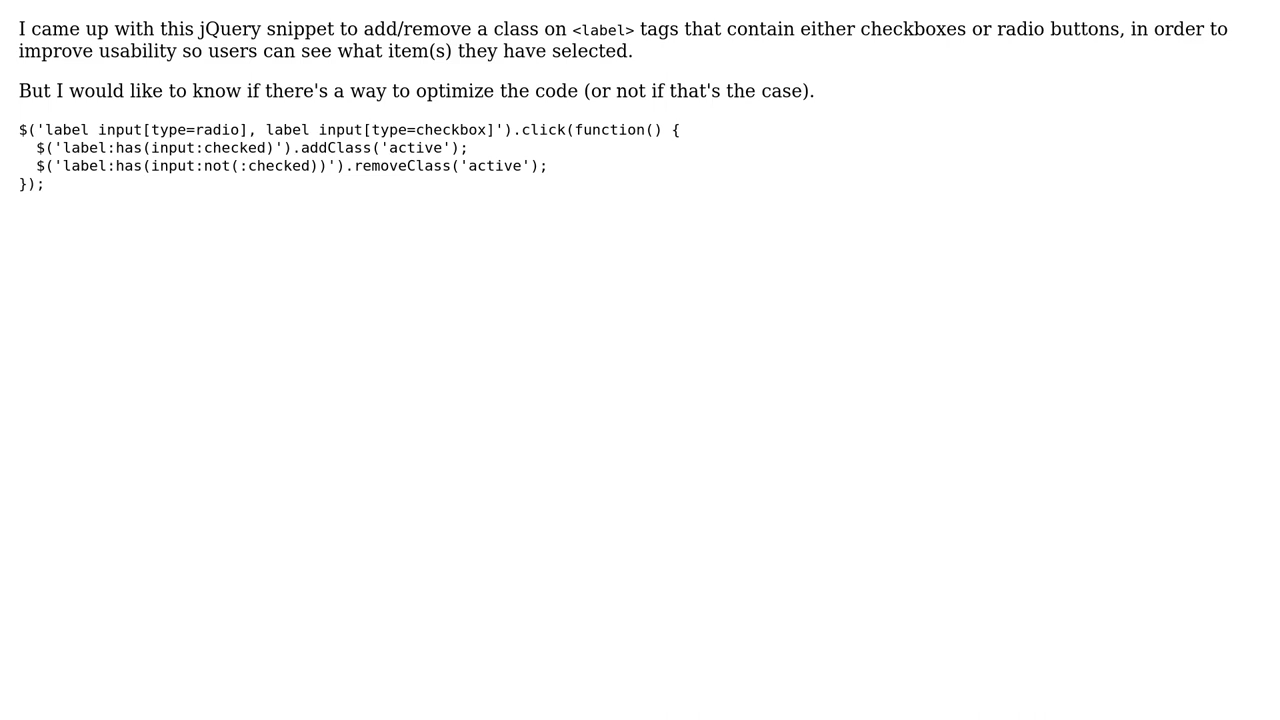 I came up with this jQuery snippet to add/remove a class on <label> tags that contain either checkboxes or radio buttons, in order to
improve usability so users can see what item(s) they have selected.
But I would like to know if there's a way to optimize the code (or not if that's the case).
$('label input[type=radio], label input[type=checkbox]').click(function() {
  $('label:has(input:checked)').addClass('active');
  $('label:has(input:not(:checked))').removeClass('active');
});